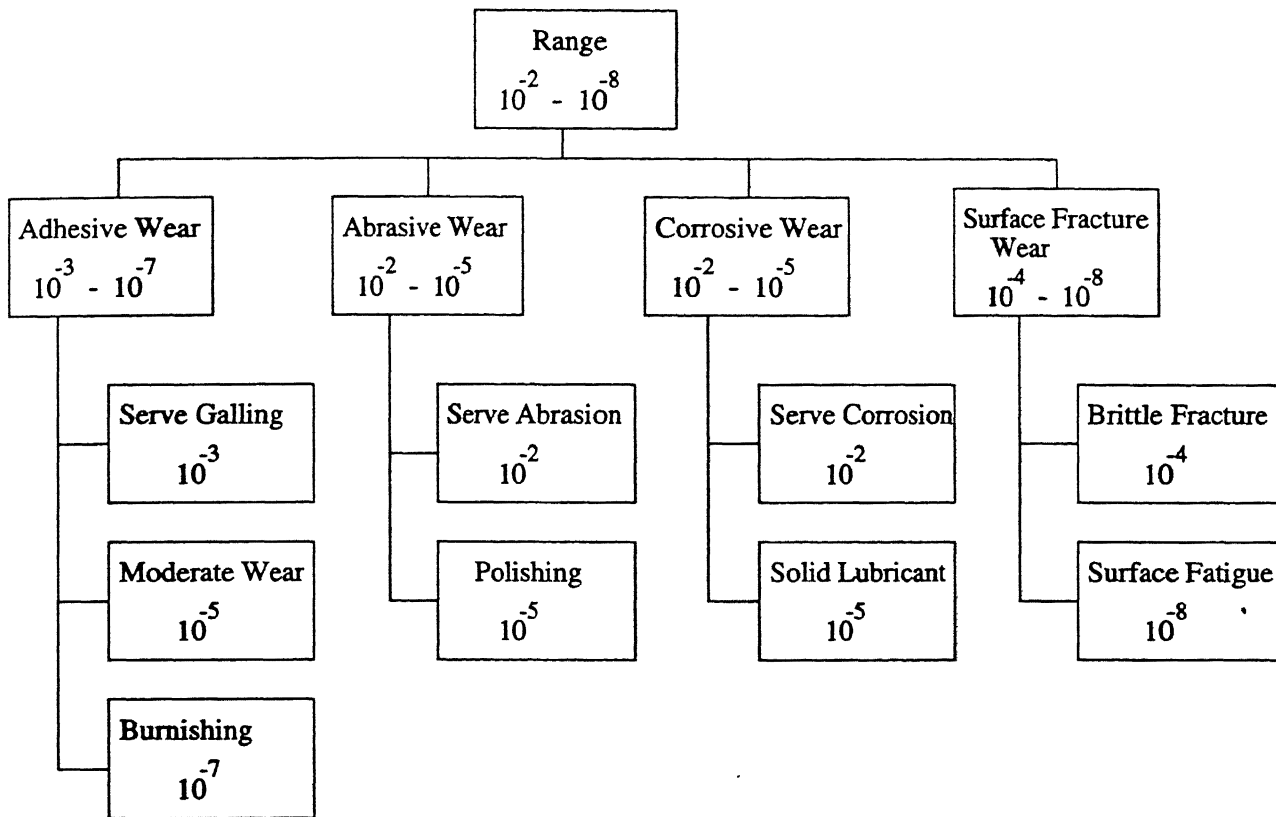 Range
10^-2 - 10^-8
Adhesive Wear
10^-3 - 10^-7
Abrasive Wear
10^-2 - 10^-5
Corrosive Wear
10^-2 - 10^-5
Surface Fracture
Wear
10^-4 - 10^-8
Serve Galling
10^-3
Moderate Wear
10^-5
Burnishing
10^-7
Serve Abrasion
10^-2
Polishing
10^-5
Serve Corrosion
10^-2
Solid Lubricant
10^-5
Brittle Fracture
10^-4
Surface Fatigue
10^-8